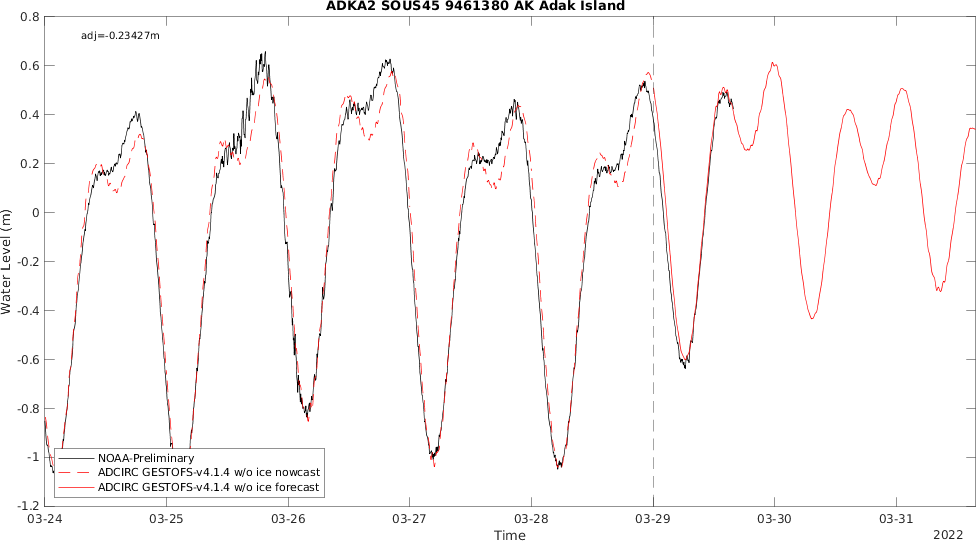 ADKA2 SOUS45 9461380 AK Adak Island
adj=-0.23427m
0.8
0.6
0.4
0.2
0
-0.2
-0.4
-0.6
-0.8
-1
-1.2
Water Level (m)
NOAA-Preliminary
ADCIRC GESTOFS-v4.1.4 w/o ice nowcast
ADCIRC GESTOFS-v4.1.4 w/o ice forecast
03-24 03-25 03-26 03-27 03-28 03-29 03-30 03-31
Time
2022